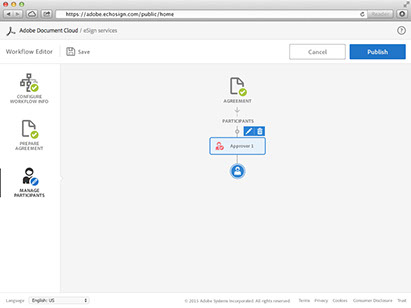 https://adobe.echosign.com/public/home
Reader
Adobe Document Cloud / eSign services
Workflow Editor
Save
Cancel
Publish
CONFIGURE
WORKFLOW INFO
PREPARE
AGREEMENT
MANAGE
PARTICIPANTS
AGREEMENT
PARTICIPANTS
Approver 1
Language
English: US
© 2015 Adobe Systems Incorporated. All Rights Reserved.
Terms
Privacy
Cookies
Consumer Disclosure
Trust